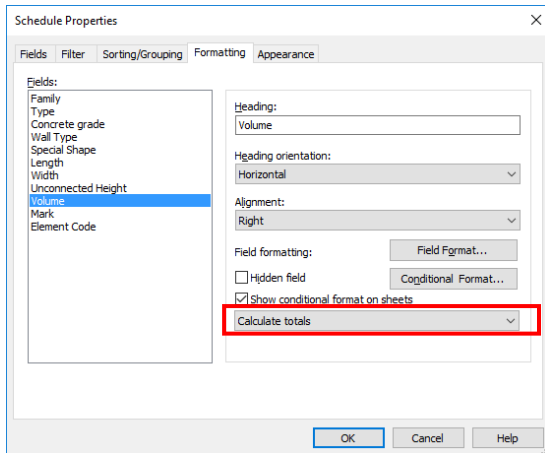 Schedule Properties
Fields Filter Sorting/Grouping Formatting Appearance
Fields:
Family
Type
Concrete grade
Wall Type
Special Shape
Length
Width
Unconnected Height
Volume
Mark
Element Code
Heading:
Volume
Heading orientation:
Horizontal
Alignment:
Right
Field formatting:
Field Format...
Hidden field
Conditional Format...
Show conditional format on sheets
Calculate totals
OK Cancel Help